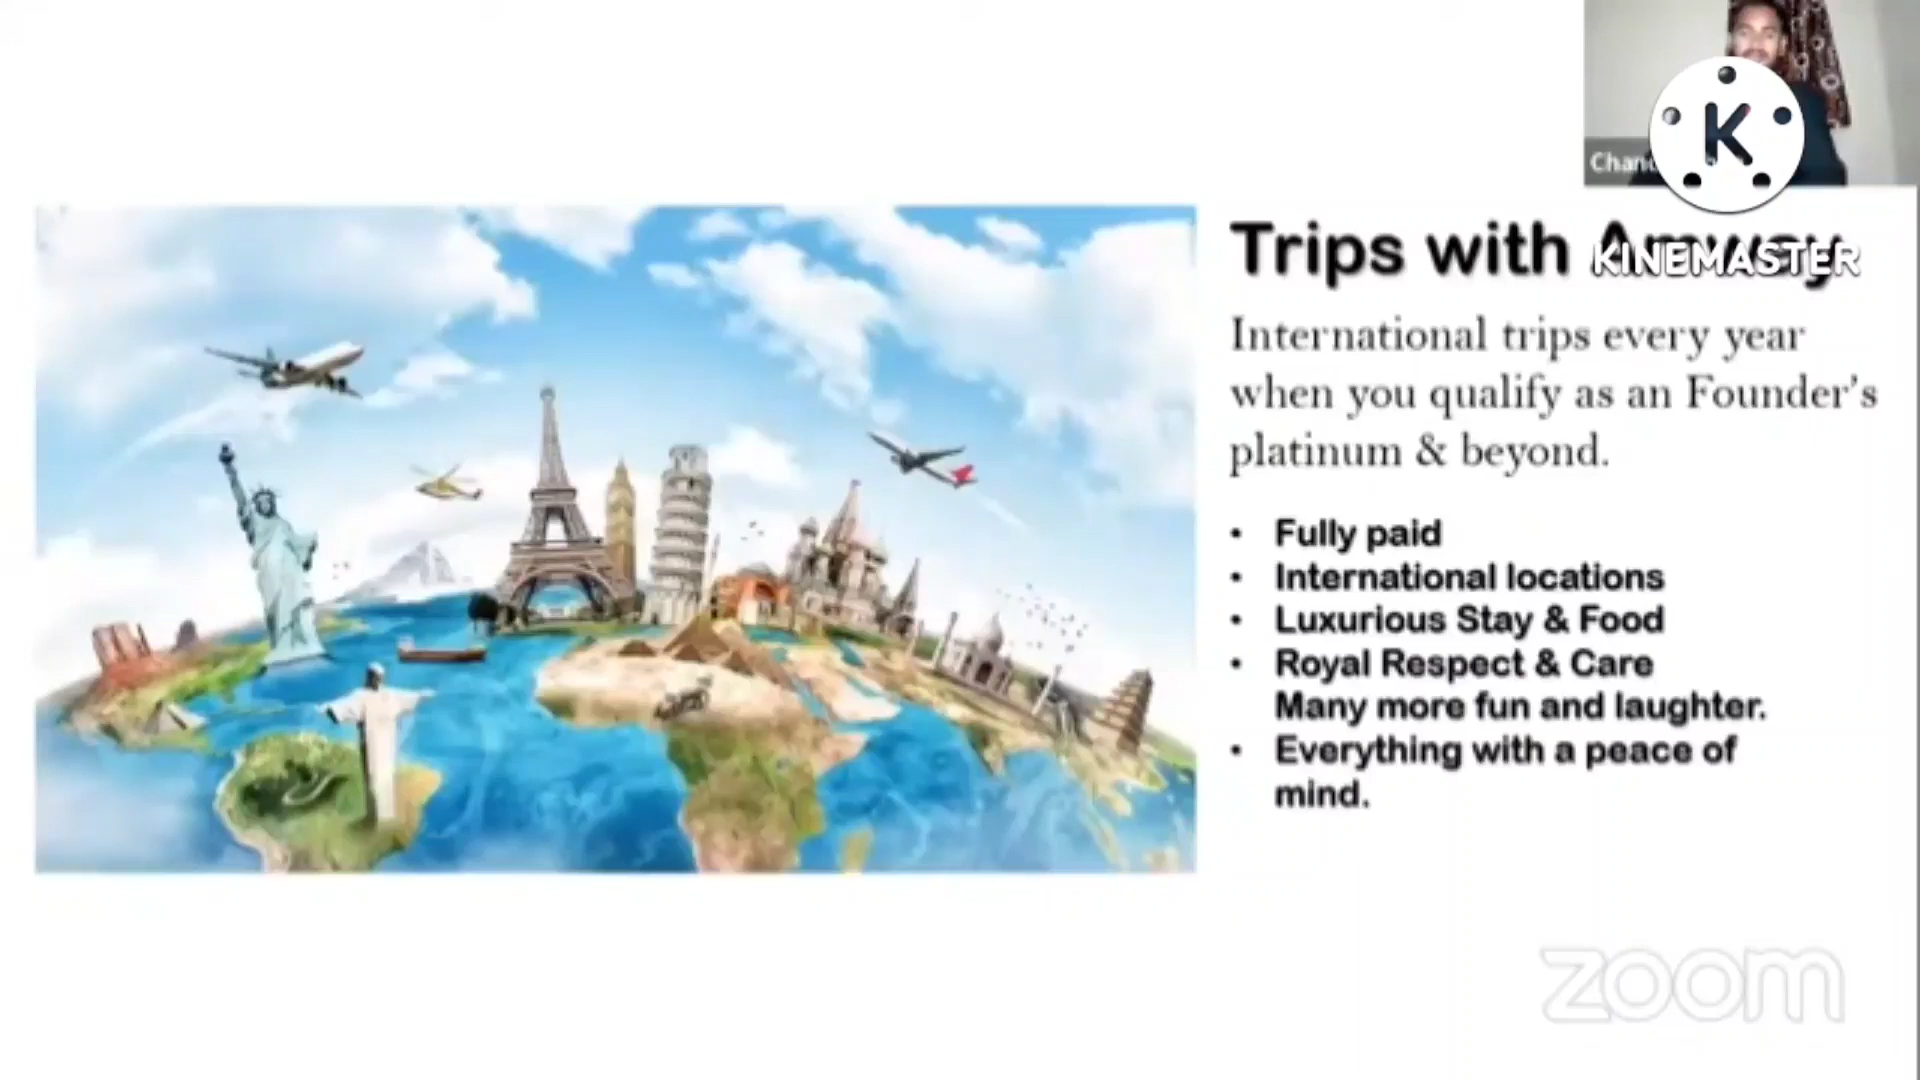 K
KINEMASTER
Trips with Amway
International trips every year
when you qualify as an Founder's
platinum & beyond.
• Fully paid
• International locations
• Luxurious Stay & Food
• Royal Respect & Care
Many more fun and laughter.
• Everything with a peace of
mind.
zoom